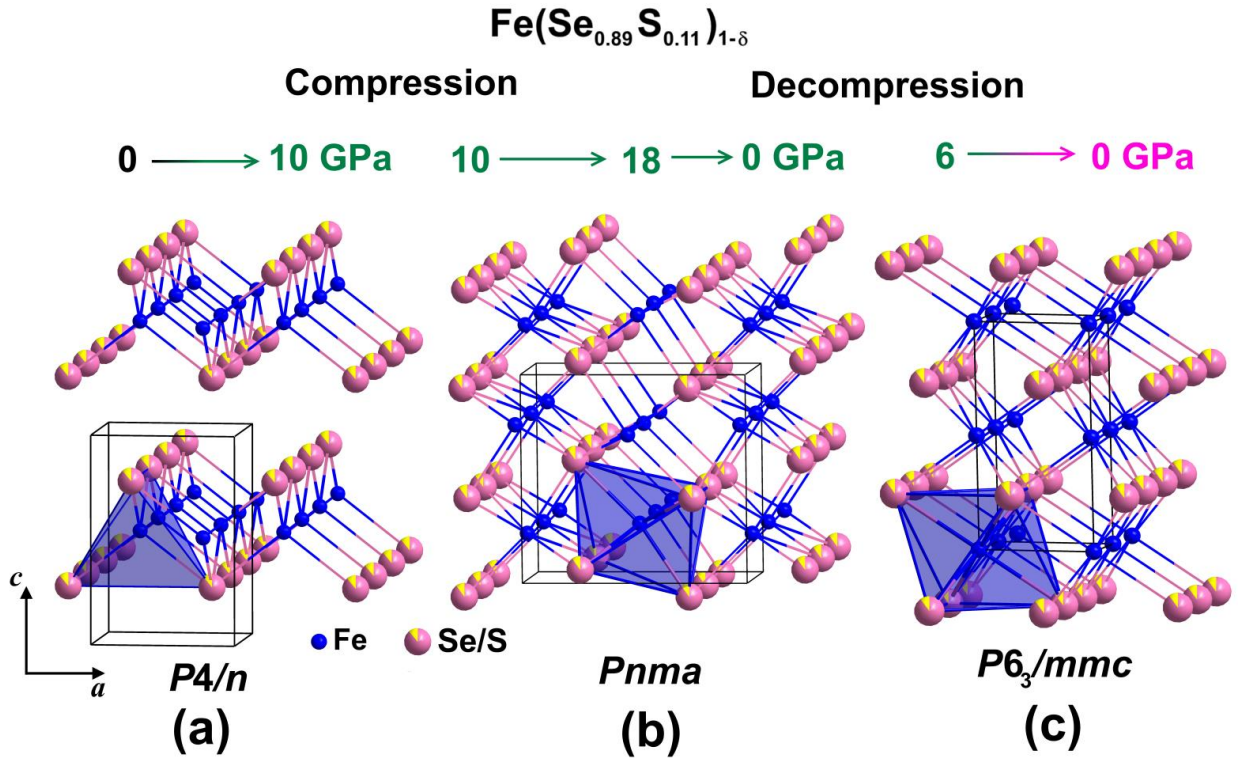 Fe(Se0.89S0.11)1-δ
Compression Decompression
0 → 10 GPa 10 → 18 → 0 GPa 6 → 0 GPa
c
a
Fe Se/S
P4/n Pnma P63/mmc
(a) (b) (c)